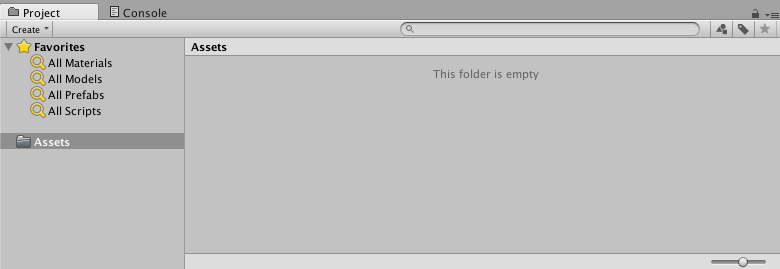 Project
Console
Create
Favorites
All Materials
All Models
All Prefabs
All Scripts
Assets
Assets
This folder is empty